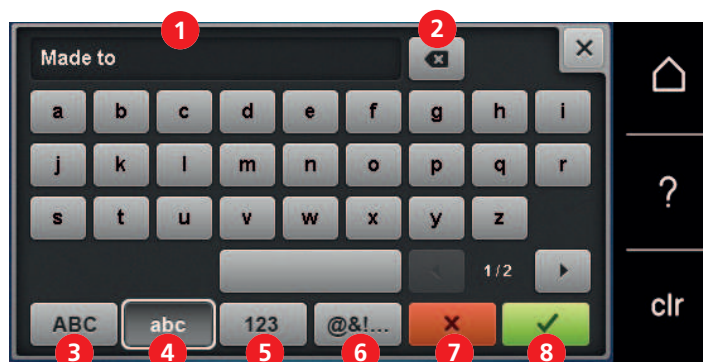 1 2
Made to
a b c d e f g h i
j k l m n o p q r ?
s t u v w x y z
1/2
ABC abc 123 @&!... clr
3 4 5 6 7 8